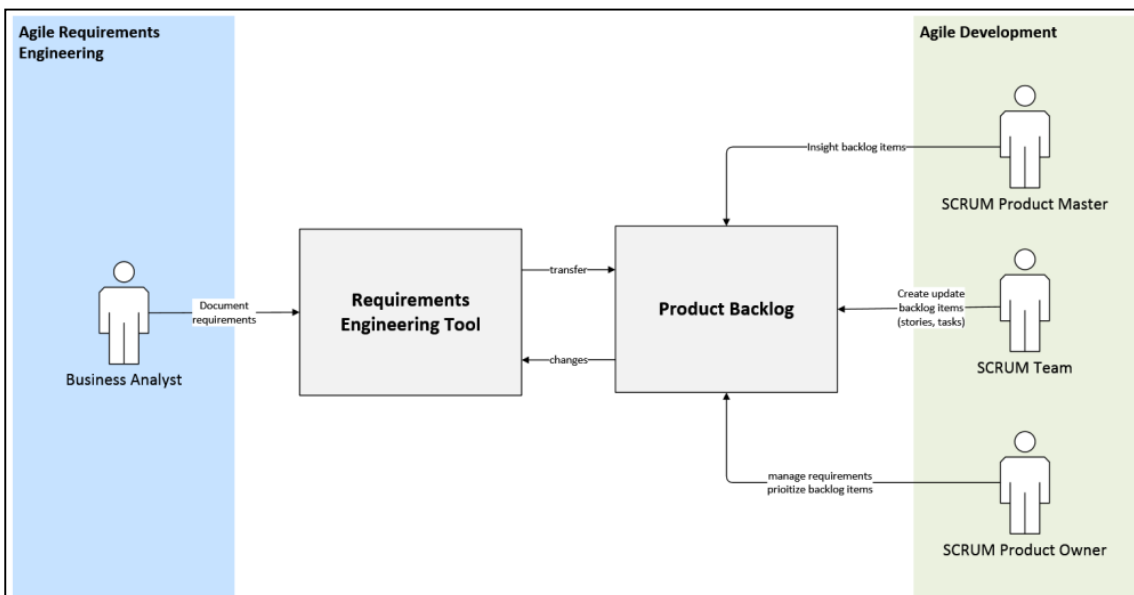 Agile Requirements
Engineering
Agile Development
Insight backlog items
SCRUM Product Master
Document
requirements
Business Analyst
Requirements
Engineering Tool
transfer
changes
Product Backlog
Create update
backlog items
(stories, tasks)
SCRUM Team
manage requirements
prioitize backlog items
SCRUM Product Owner